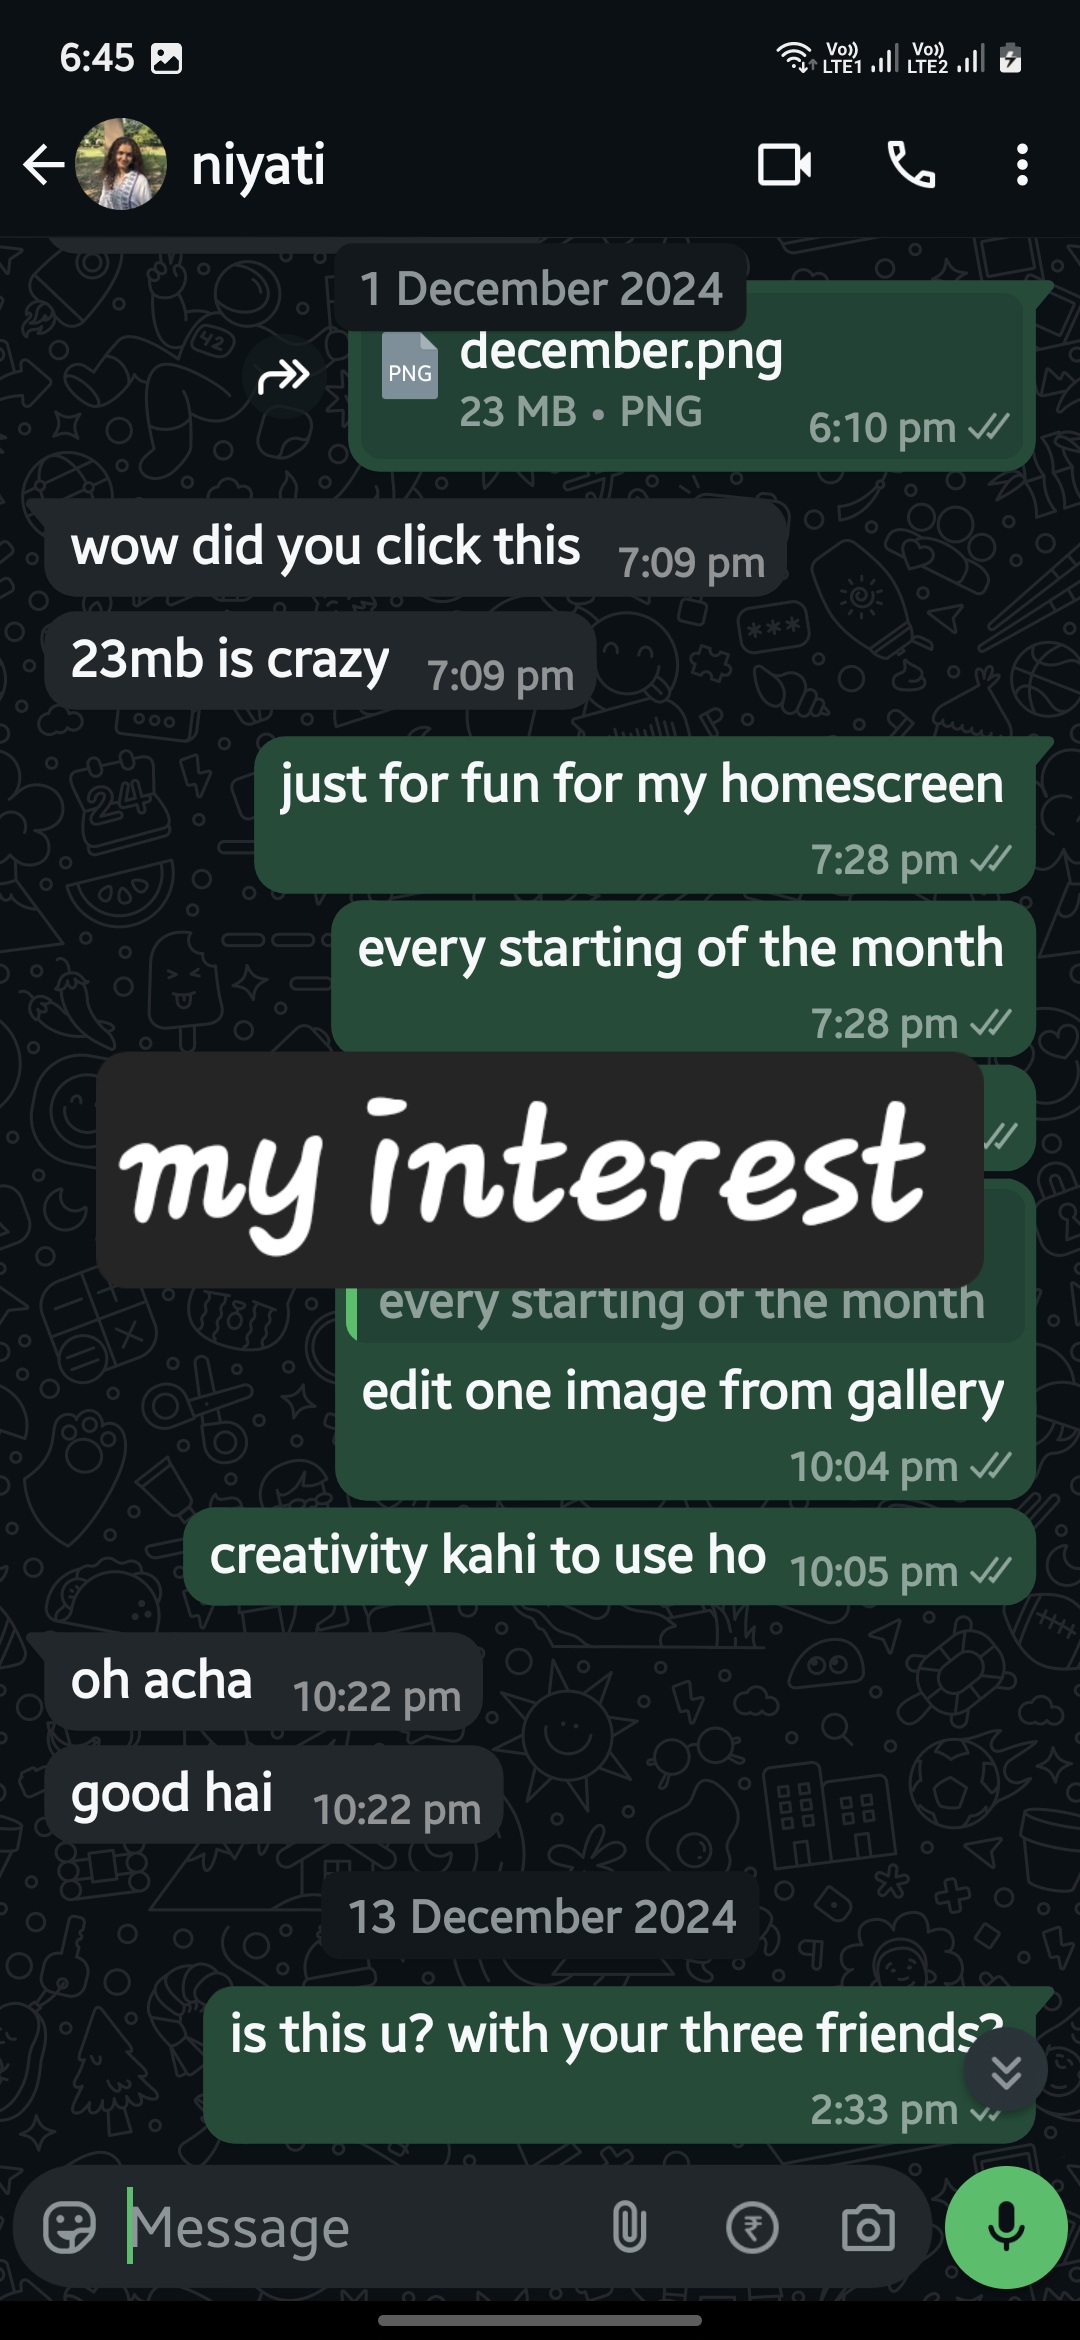 6:45
Vo)) LTE1 Vo)) LTE2
niyati
1 December 2024
PNG
december.png
23 MB • PNG
6:10 pm
wow did you click this 7:09 pm
23mb is crazy 7:09 pm
just for fun for my homescreen
7:28 pm
every starting of the month
7:28 pm
my interest
every starting of the month
edit one image from gallery
10:04 pm
creativity kahi to use ho 10:05 pm
oh acha 10:22 pm
good hai 10:22 pm
13 December 2024
is this u? with your three friends?
2:33 pm
Message